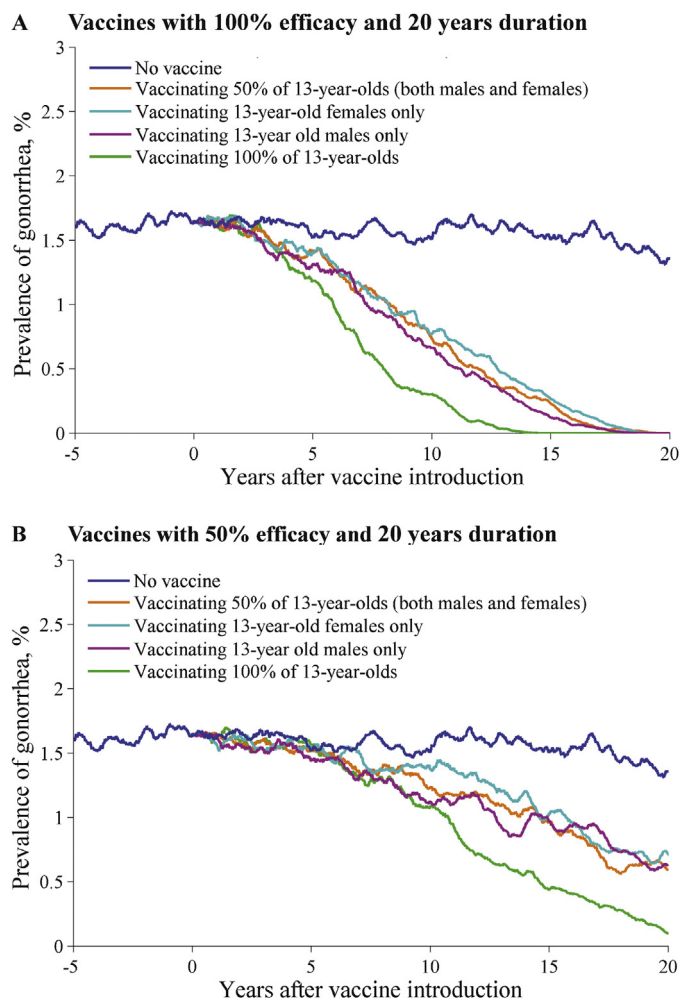 A Vaccines with 100% efficacy and 20 years duration
3
No vaccine
Vaccinating 50% of 13-year-olds (both males and females)
2.5
Vaccinating 13-year-old females only
Vaccinating 13-year old males only
Vaccinating 100% of 13-year-olds
2
1.5
1
0.5
0
Prevalence of gonorrhea, %
-5 0 5 10 15 20
Years after vaccine introduction
B Vaccines with 50% efficacy and 20 years duration
3
No vaccine
Vaccinating 50% of 13-year-olds (both males and females)
2.5
Vaccinating 13-year-old females only
Vaccinating 13-year old males only
Vaccinating 100% of 13-year-olds
2
1.5
1
0.5
0
Prevalence of gonorrhea, %
-5 0 5 10 15 20
Years after vaccine introduction